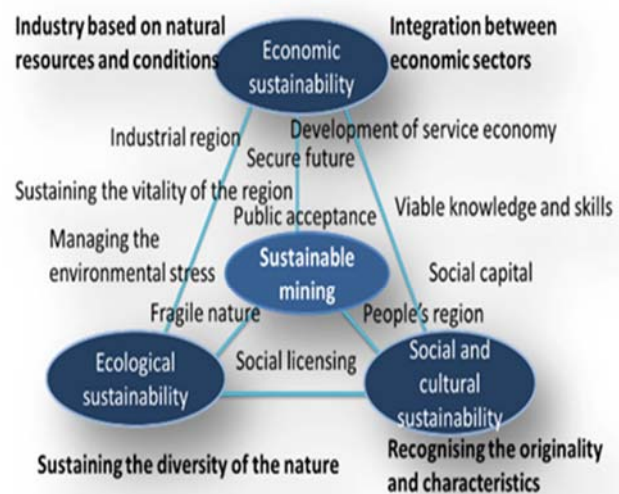 Industry based on natural
resources and conditions
Economic
sustainability
Integration between
economic sectors
Industrial region
Development of service economy
Secure future
Sustaining the vitality of the region
Public acceptance
Viable knowledge and skills
Managing the
environmental stress
Sustainable
mining
Social capital
Fragile nature
People's region
Ecological
sustainability
Social licensing
Social and
cultural
sustainability
Sustaining the diversity of the nature
Recognising the originality
and characteristics